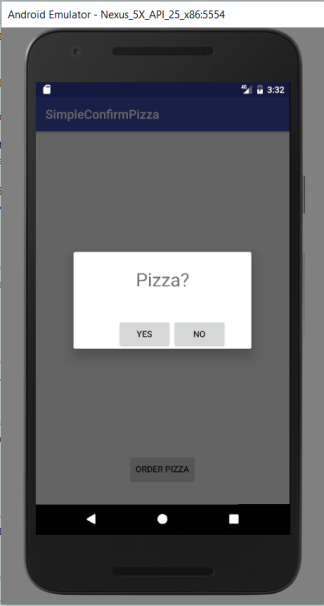 Android Emulator - Nexus_5X_API_25_x86:5554
3:32
SimpleConfirmPizza
Pizza?
YES NO
ORDER PIZZA